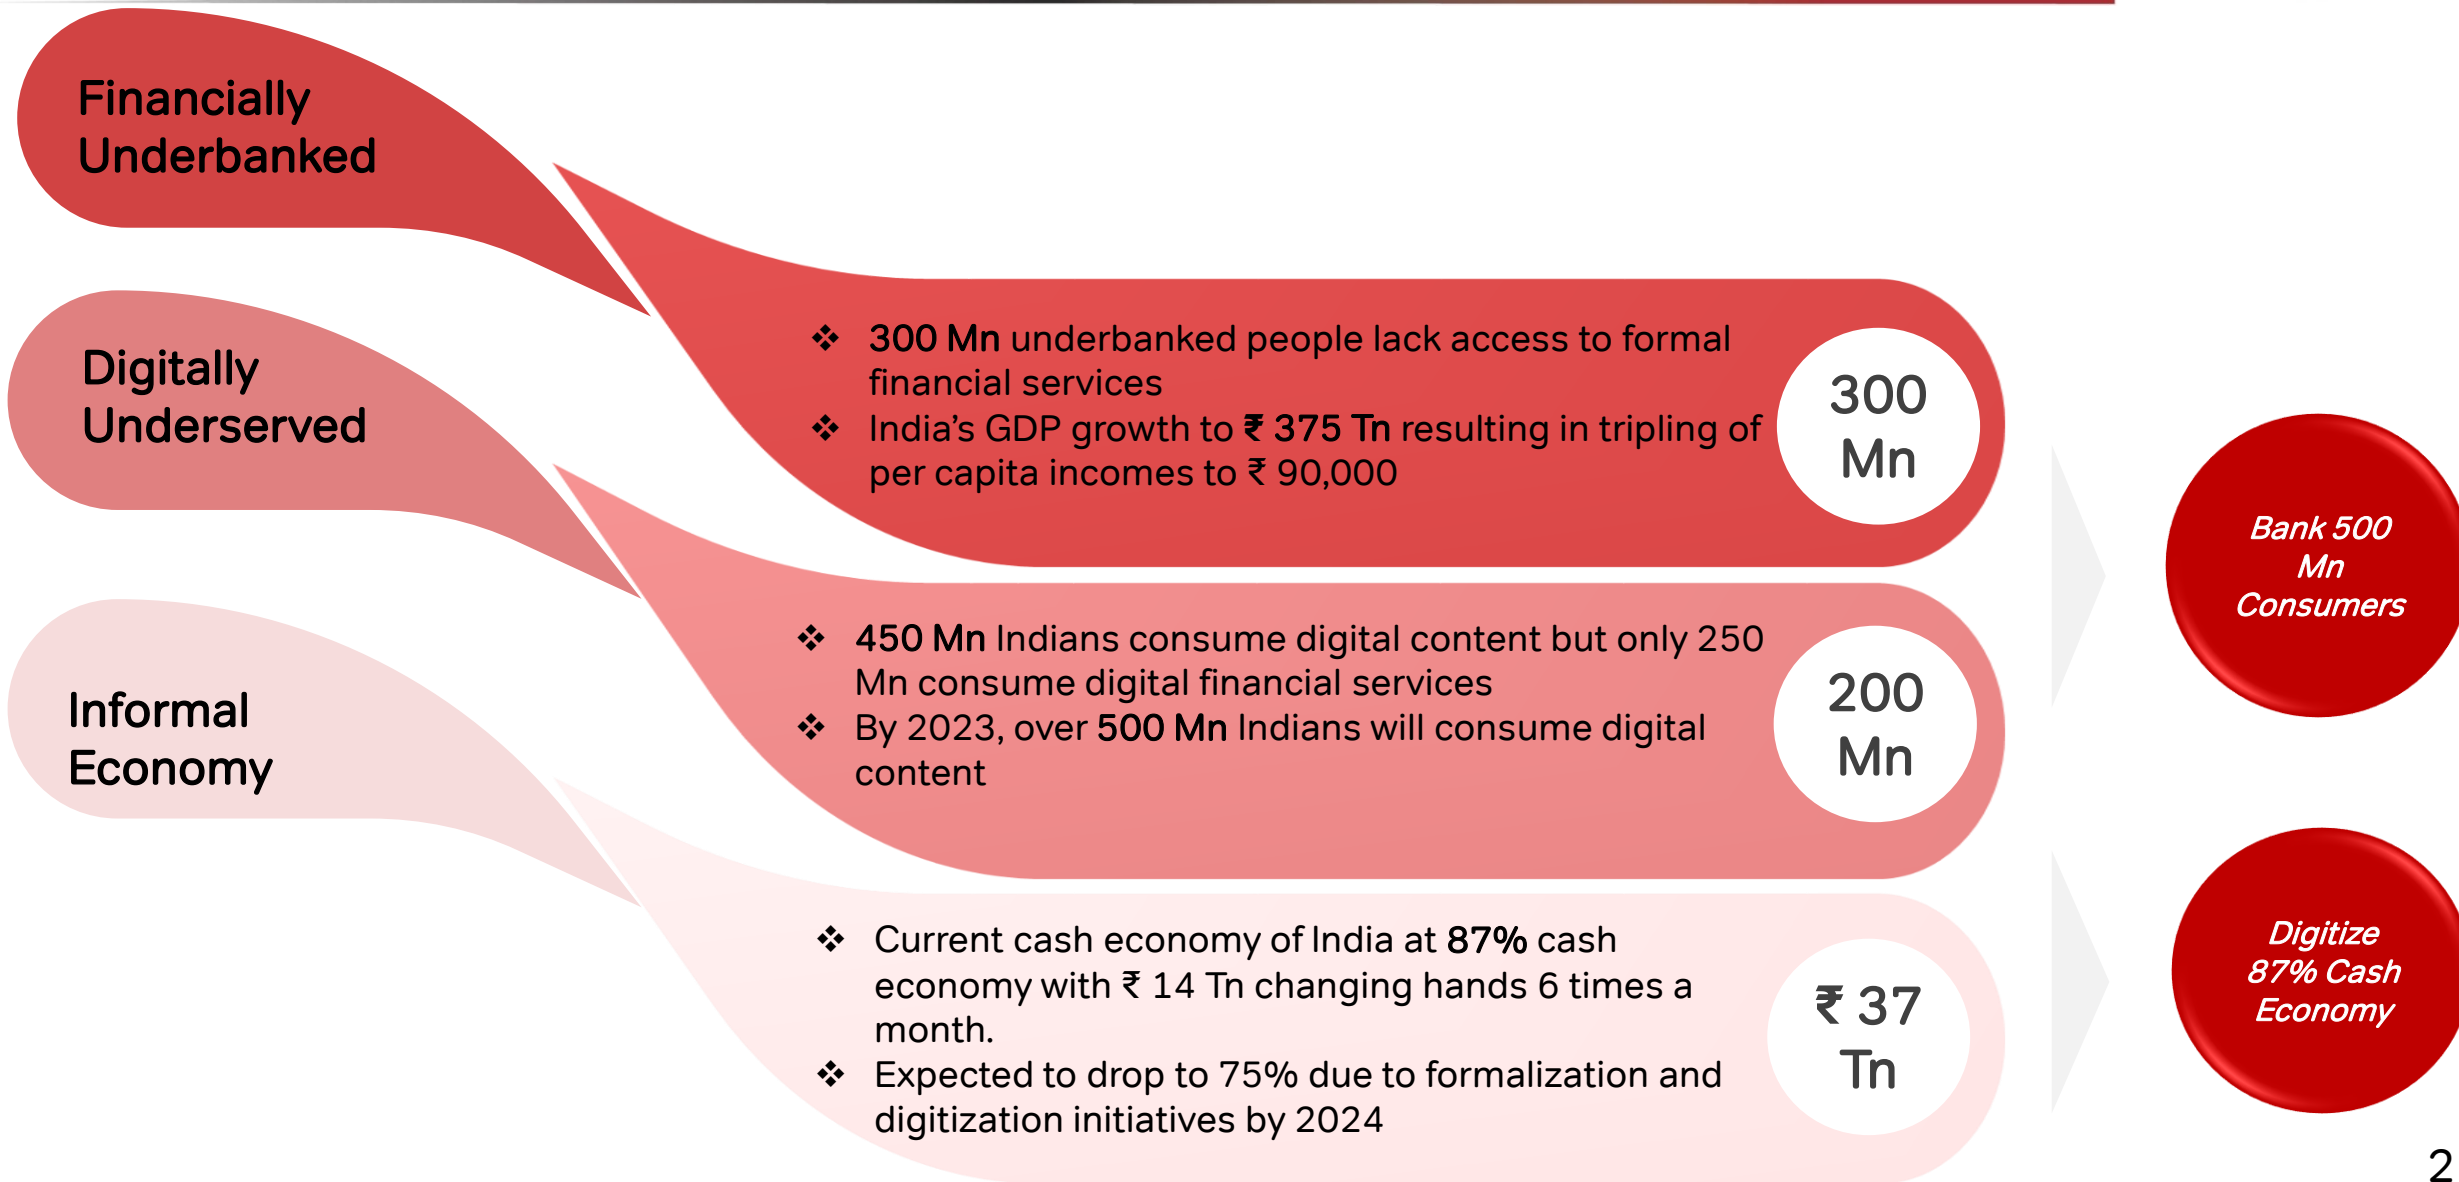 Financially
Underbanked
❖ 300 Mn underbanked people lack access to formal
financial services
❖ India’s GDP growth to ₹ 375 Tn resulting in tripling of
per capita incomes to ₹ 90,000
300
Mn
Digitally
Underserved
❖ 450 Mn Indians consume digital content but only 250
Mn consume digital financial services
❖ By 2023, over 500 Mn Indians will consume digital
content
200
Mn
Informal
Economy
❖ Current cash economy of India at 87% cash
economy with ₹ 14 Tn changing hands 6 times a
month.
❖ Expected to drop to 75% due to formalization and
digitization initiatives by 2024
₹ 37
Tn
Bank 500
Mn
Consumers
Digitize
87% Cash
Economy
2